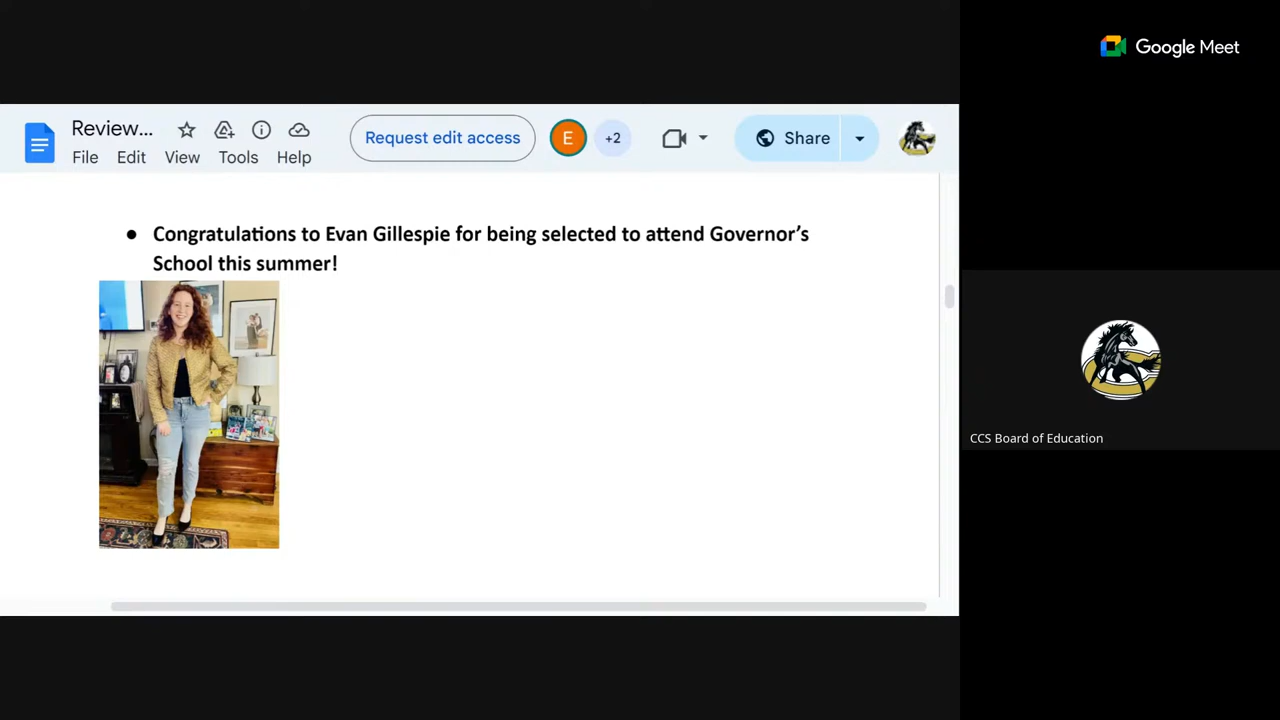 Google Meet
Review...
Request edit access
E
+2
Share
File Edit View Tools Help
● Congratulations to Evan Gillespie for being selected to attend Governor's
School this summer!
CCS Board of Education